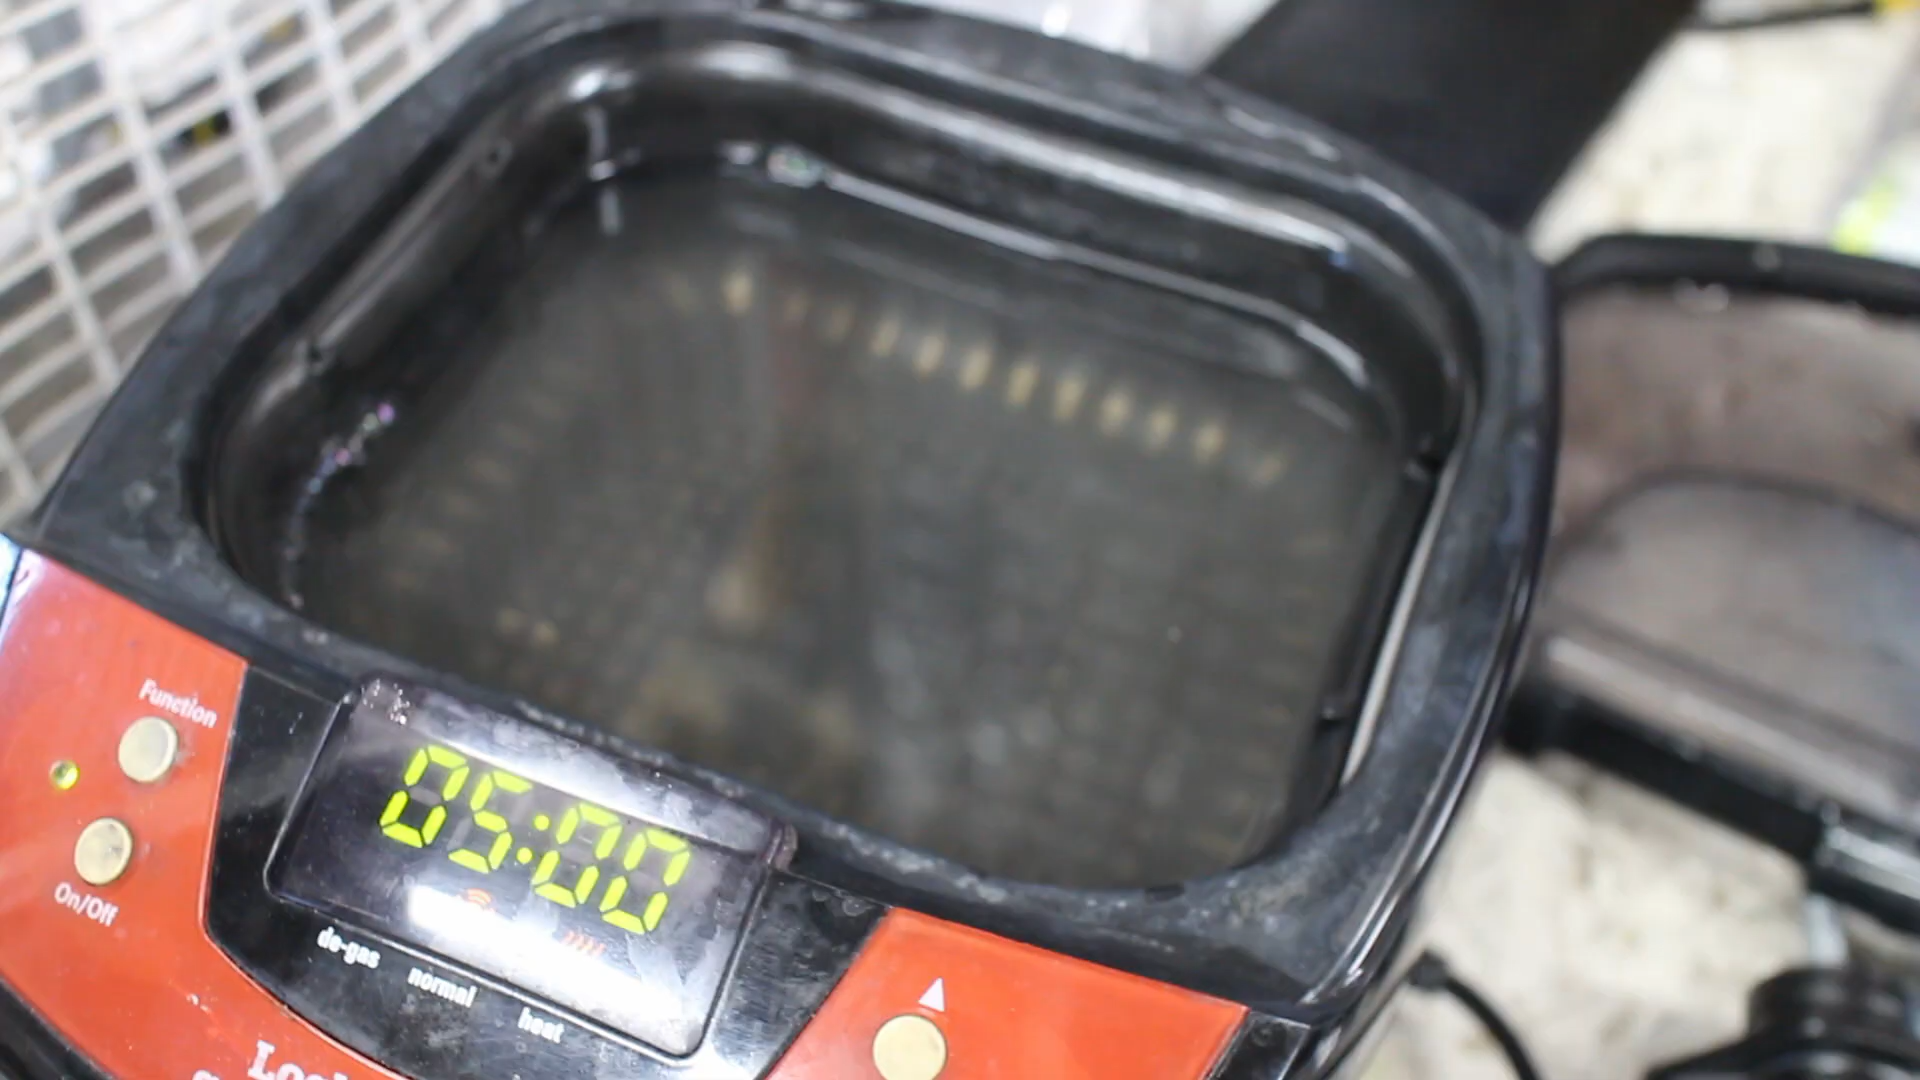 Function
On/Off
05:00
de-gas
normal
heat